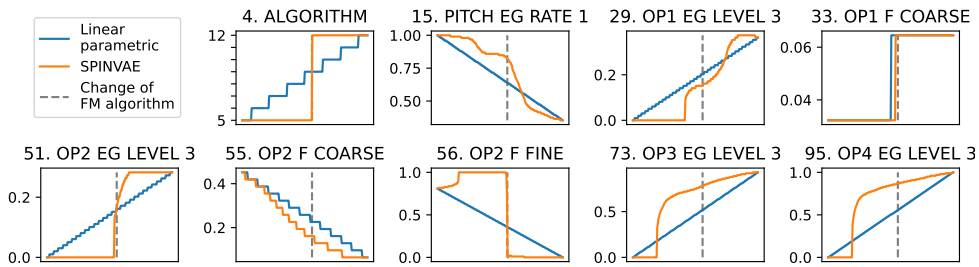 Linear
parametric
SPINVAE
Change of
FM algorithm
4. ALGORITHM
12
5
15. PITCH EG RATE 1
1.00
0.75
0.50
29. OP1 EG LEVEL 3
0.2
0.0
33. OP1 F COARSE
0.06
0.04
51. OP2 EG LEVEL 3
0.2
0.0
55. OP2 F COARSE
0.4
0.2
56. OP2 F FINE
1.0
0.5
0.0
73. OP3 EG LEVEL 3
0.5
0.0
95. OP4 EG LEVEL 3
1.0
0.5
0.0